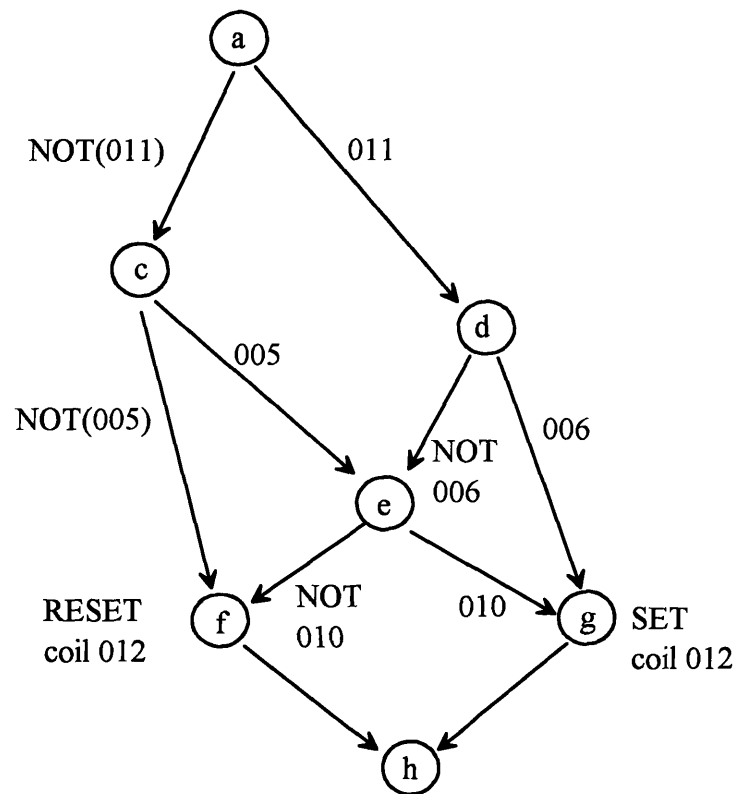 a
NOT(011)
011
c
d
005
NOT(005)
006
NOT
006
e
RESET
coil 012
f
NOT
010
010
g
SET
coil 012
h